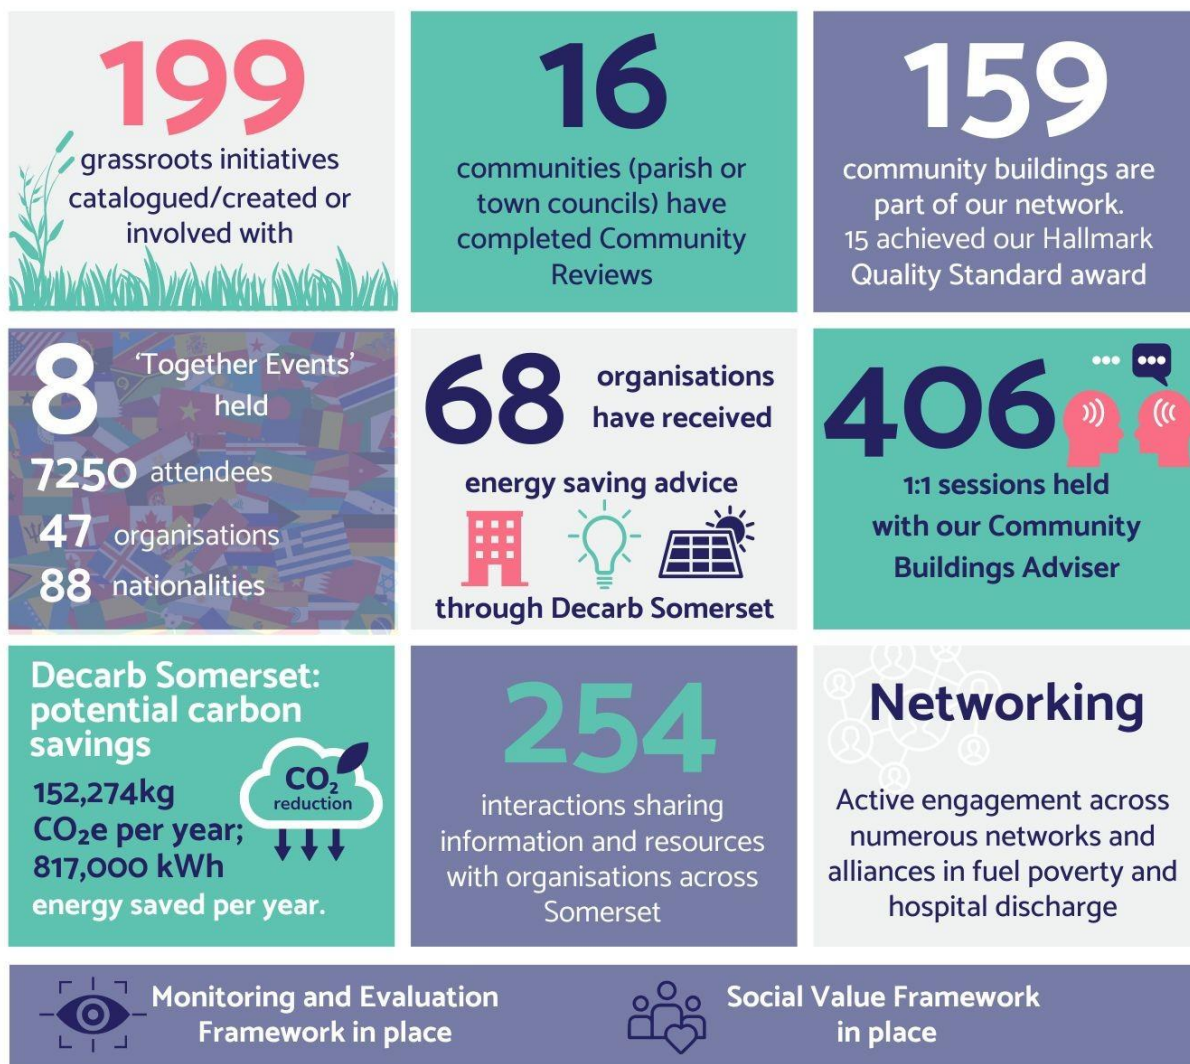 199
grassroots initiatives
catalogued/created or
involved with
16
communities (parish or
town councils) have
completed Community
Reviews
159
community buildings are
part of our network.
15 achieved our Hallmark
Quality Standard award
8 ‘Together Events’
held
7250 attendees
47 organisations
88 nationalities
68 organisations
have received
energy saving advice
through Decarb Somerset
406
1:1 sessions held
with our Community
Buildings Adviser
Decarb Somerset:
potential carbon
savings
152,274kg
CO₂e per year;
817,000 kWh
energy saved per year.
CO₂
reduction
254
interactions sharing
information and resources
with organisations across
Somerset
Networking
Active engagement across
numerous networks and
alliances in fuel poverty and
hospital discharge
Monitoring and Evaluation
Framework in place
Social Value Framework
in place